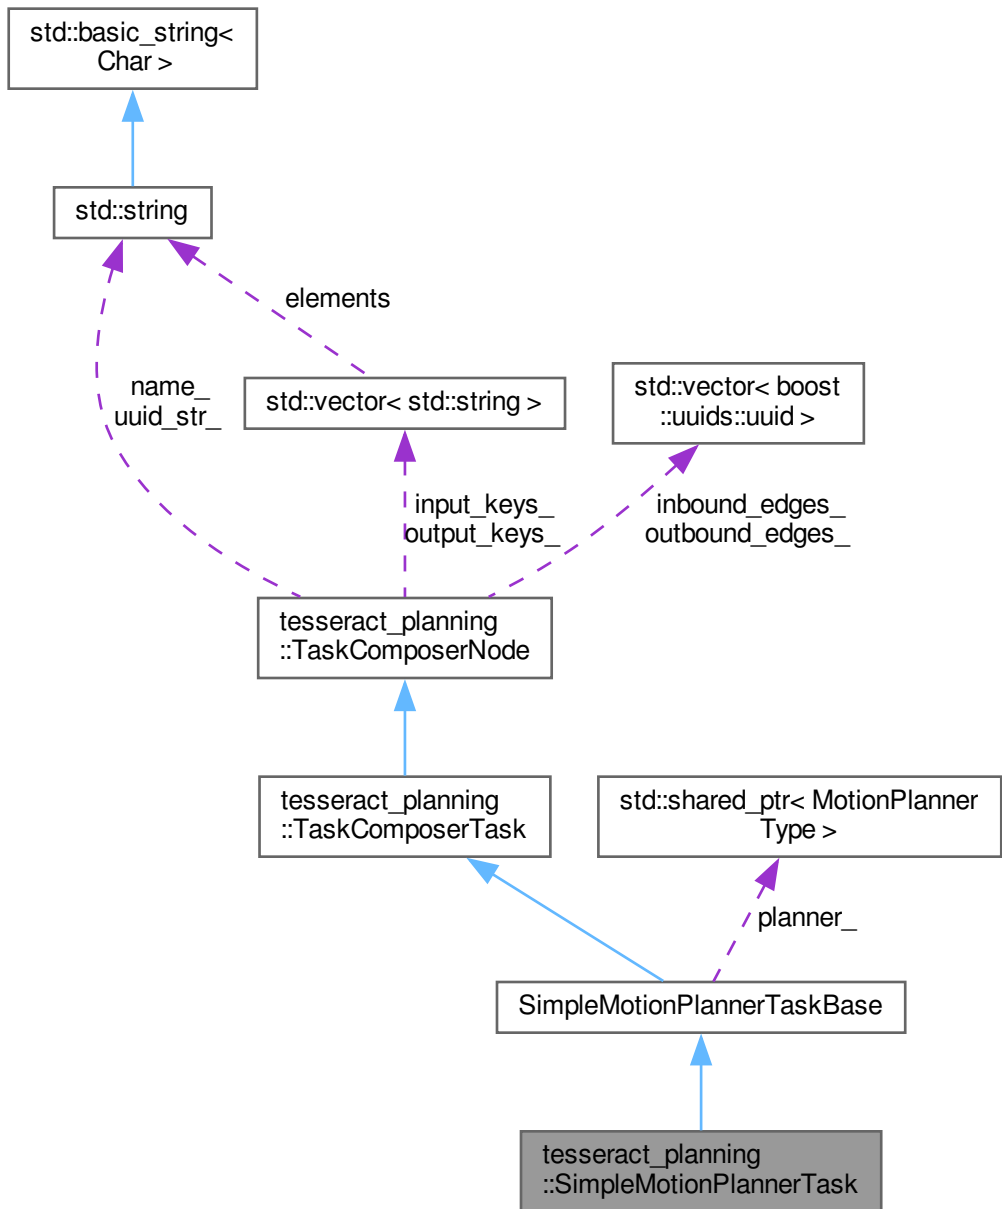 std::basic_string<
Char >
std::string
elements
name_
uuid_str_
std::vector< std::string >
std::vector< boost
::uuids::uuid >
input_keys_
output_keys_
inbound_edges_
outbound_edges_
tesseract_planning
::TaskComposerNode
tesseract_planning
::TaskComposerTask
std::shared_ptr< MotionPlanner
Type >
planner_
SimpleMotionPlannerTaskBase
tesseract_planning
::SimpleMotionPlannerTask